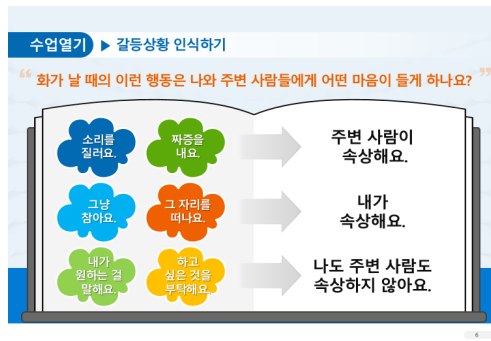 수업열기 ▶ 갈등상황 인식하기
“ 화가 날 때의 이런 행동은 나와 주변 사람들에게 어떤 마음이 들게 하나요? ”
소리를
질러요.
짜증을
내요.
주변 사람이
속상해요.
그냥
참아요.
그 자리를
떠나요.
내가
속상해요.
내가
원하는 걸
말해요.
하고
싶은 것을
부탁해요.
나도 주변 사람도
속상하지 않아요.
6